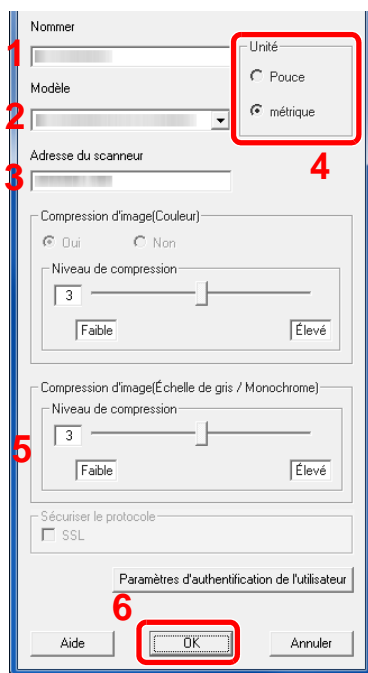 Nommer
1
Unité
Pouce
métrique
4
Modèle
2
Adresse du scanneur
3
Compression d'image(Couleur)
Oui Non
Niveau de compression
3
Faible Élevé
Compression d'image(Échelle de gris / Monochrome)
Niveau de compression
3
5
Faible Élevé
Sécuriser le protocole
SSL
Paramètres d'authentification de l'utilisateur
6
Aide OK Annuler